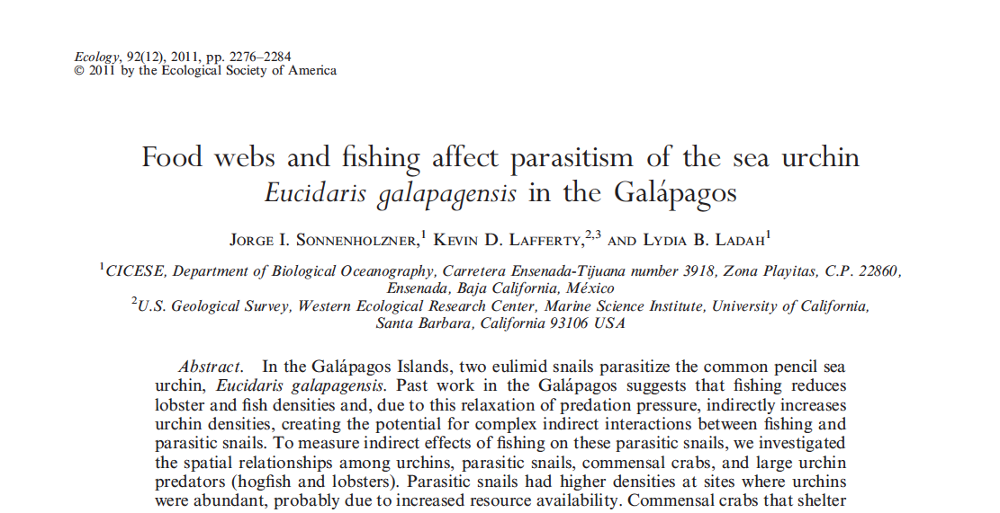 Ecology, 92(12), 2011, pp. 2276–2284
© 2011 by the Ecological Society of America
Food webs and fishing affect parasitism of the sea urchin
Eucidaris galapagensis in the Galápagos
Jorge I. Sonnenholzner,1 Kevin D. Lafferty,2,3 and Lydia B. Ladah1
1CICESE, Department of Biological Oceanography, Carretera Ensenada-Tijuana number 3918, Zona Playitas, C.P. 22860,
Ensenada, Baja California, México
2U.S. Geological Survey, Western Ecological Research Center, Marine Science Institute, University of California,
Santa Barbara, California 93106 USA
Abstract. In the Galápagos Islands, two eulimid snails parasitize the common pencil sea
urchin, Eucidaris galapagensis. Past work in the Galápagos suggests that fishing reduces
lobster and fish densities and, due to this relaxation of predation pressure, indirectly increases
urchin densities, creating the potential for complex indirect interactions between fishing and
parasitic snails. To measure indirect effects of fishing on these parasitic snails, we investigated
the spatial relationships among urchins, parasitic snails, commensal crabs, and large urchin
predators (hogfish and lobsters). Parasitic snails had higher densities at sites where urchins
were abundant, probably due to increased resource availability. Commensal crabs that shelter